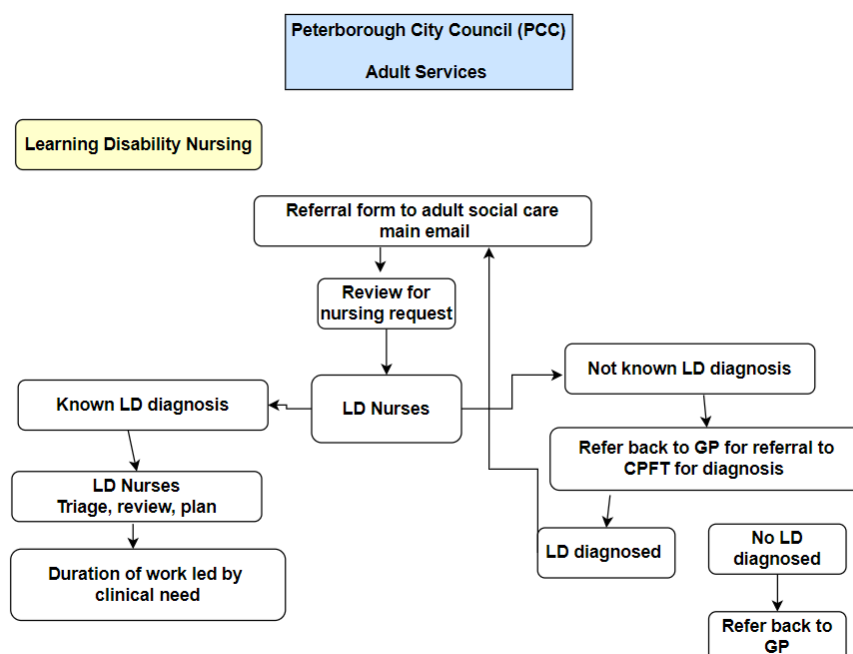 Peterborough City Council (PCC)
Adult Services
Learning Disability Nursing
Referral form to adult social care
main email
Review for
nursing request
LD Nurses
Known LD diagnosis
Not known LD diagnosis
LD Nurses
Triage, review, plan
Refer back to GP for referral to
CPFT for diagnosis
Duration of work led by
clinical need
LD diagnosed
No LD
diagnosed
Refer back to
GP